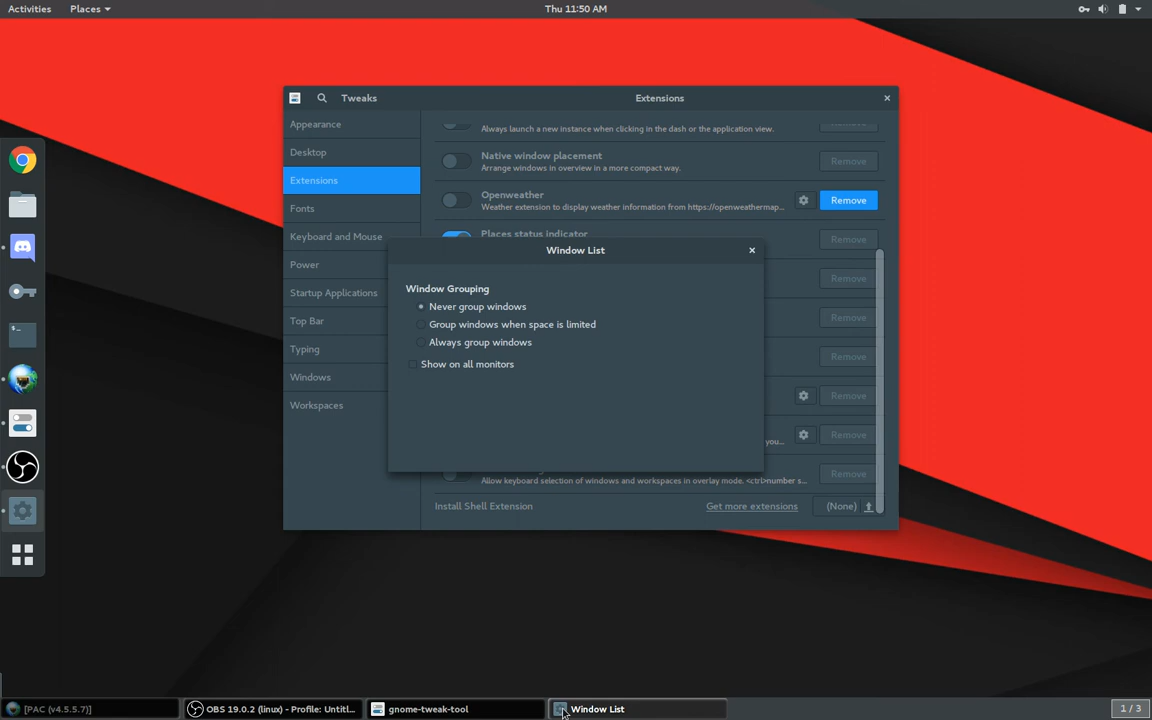 Activities Places Thu 11:50 AM
Tweaks Extensions
Appearance
Desktop
Extensions
Fonts
Keyboard and Mouse
Power
Startup Applications
Top Bar
Typing
Windows
Workspaces
Always launch a new instance when clicking in the dash or the application view.
Native window placement
Arrange windows in overview in a more compact way.
Remove
Openweather
Weather extension to display weather information from https://openweathermap...
Remove
Places status indicator
Remove
Remove
Remove
Remove
Remove
you...
Remove
Allow keyboard selection of windows and workspaces in overlay mode. <ctrl>number s...
Remove
Install Shell Extension Get more extensions (None)
Window List
Window Grouping
Never group windows
Group windows when space is limited
Always group windows
Show on all monitors
[PAC (v4.5.5.7)] OBS 19.0.2 (linux) - Profile: Untitl... gnome-tweak-tool Window List 1 / 3